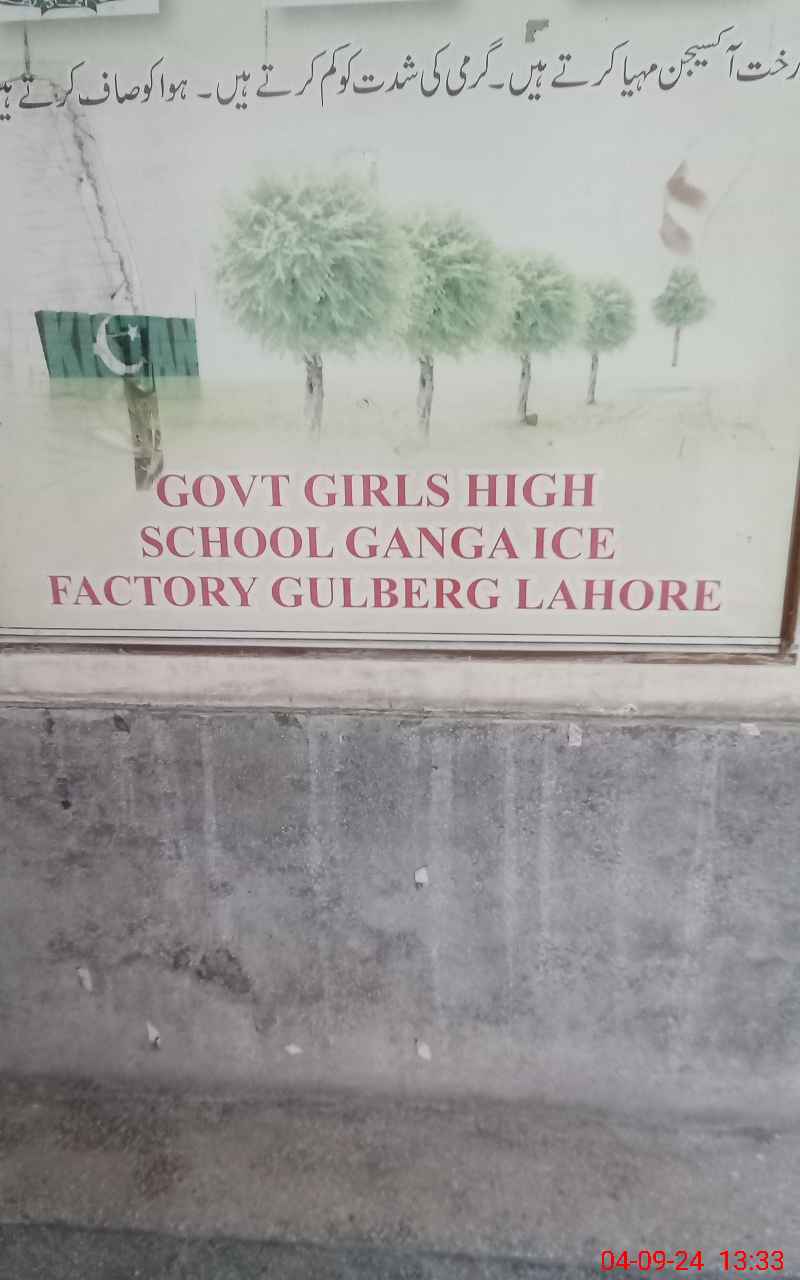 درخت آکسیجن مہیا کرتے ہیں۔ گرمی کی شدت کو کم کرتے ہیں۔ ہوا کو صاف کرتے ہیں
GOVT GIRLS HIGH
SCHOOL GANGA ICE
FACTORY GULBERG LAHORE
04-09-24 13:33